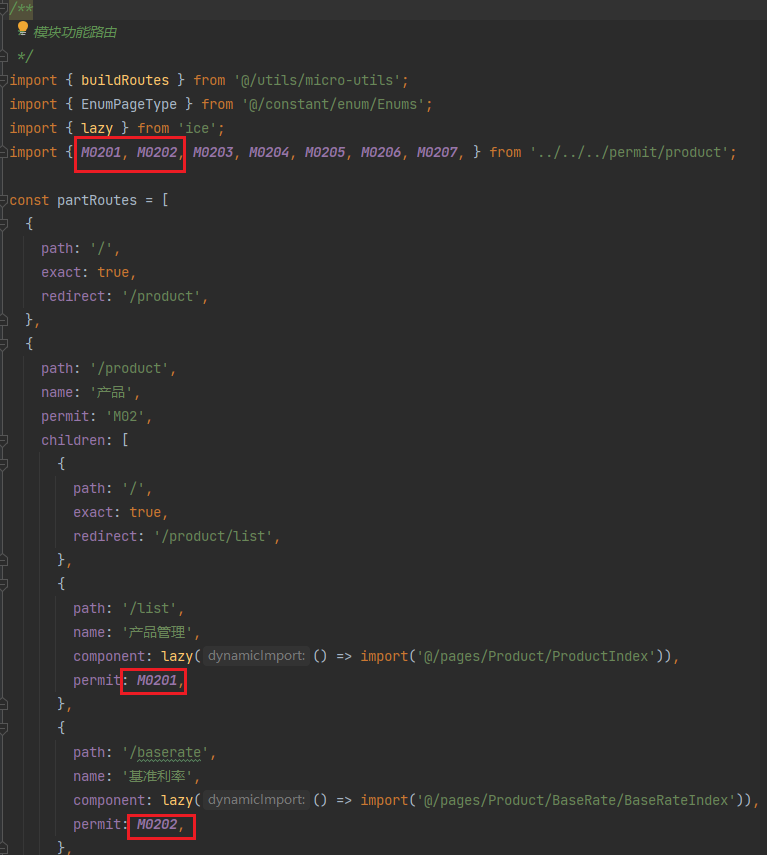 /**
模块功能路由
*/
import { buildRoutes } from '@/utils/micro-utils';
import { EnumPageType } from '@/constant/enum/Enums';
import { lazy } from 'ice';
import { M0201, M0202, M0203, M0204, M0205, M0206, M0207, } from '../../../permit/product';
const partRoutes = [
{
path: '/',
exact: true,
redirect: '/product',
},
{
path: '/product',
name: '产品',
permit: 'M02',
children: [
{
path: '/',
exact: true,
redirect: '/product/list',
},
{
path: '/list',
name: '产品管理',
component: lazy( dynamicImport: () => import('@/pages/Product/ProductIndex')),
permit: M0201,
},
{
path: '/baserate',
name: '基准利率',
component: lazy( dynamicImport: () => import('@/pages/Product/BaseRate/BaseRateIndex')),
permit: M0202,
},